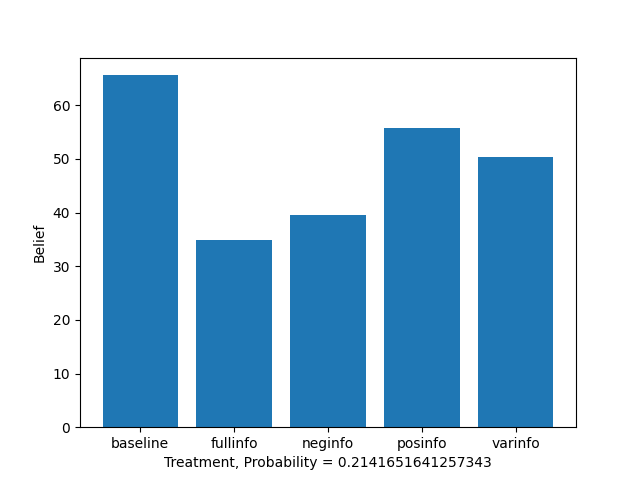 60
50
40
30
20
10
0
Belief
baseline fullinfo neginfo posinfo varinfo
Treatment, Probability = 0.2141651641257343